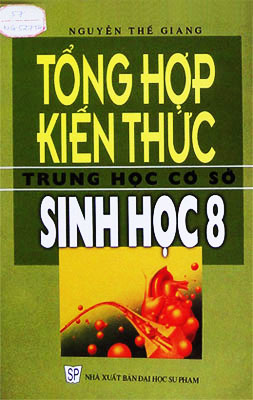 NGUYỄN THẾ GIANG
TỔNG HỢP
KIẾN THỨC
TRUNG HỌC CƠ SỞ
SINH HỌC 8
SP
NHÀ XUẤT BẢN ĐẠI HỌC SƯ PHẠM